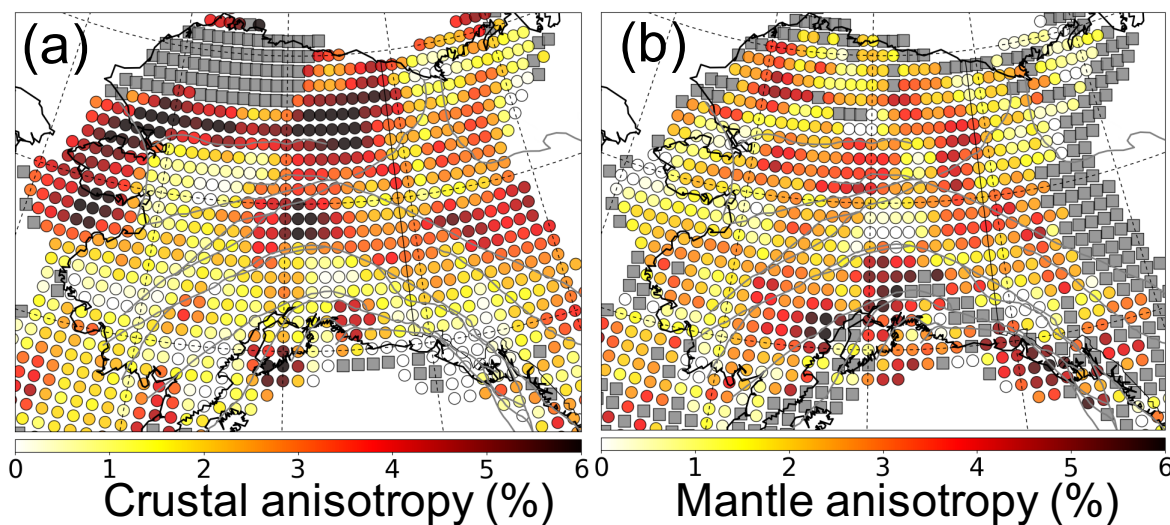 (a)
(b)
0 1 2 3 4 5 6
0 1 2 3 4 5 6
Crustal anisotropy (%)
Mantle anisotropy (%)